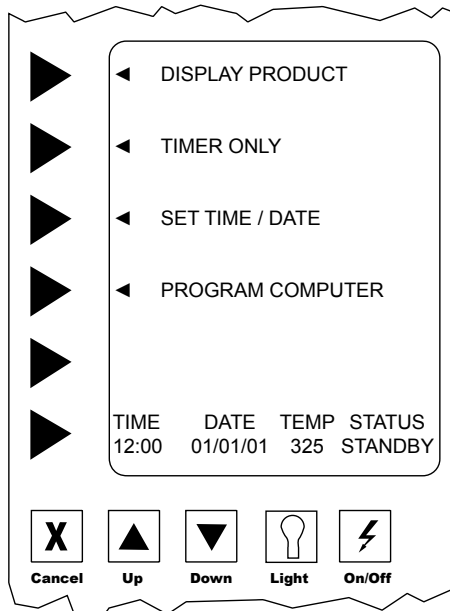 DISPLAY PRODUCT
TIMER ONLY
SET TIME / DATE
PROGRAM COMPUTER
TIME DATE TEMP STATUS
12:00 01/01/01 325 STANDBY
X
Cancel Up Down Light On/Off